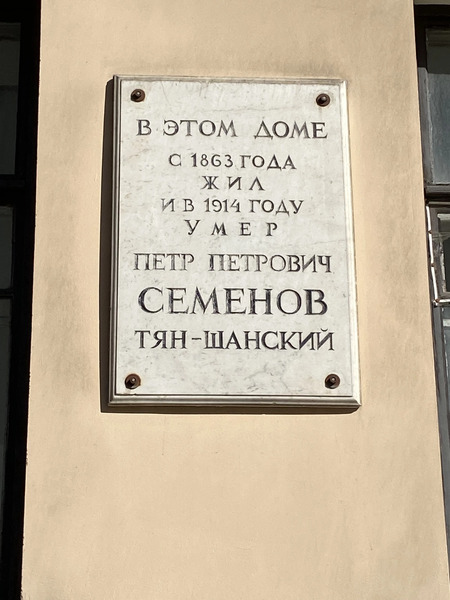 В ЭТОМ ДОМЕ
С 1863 ГОДА
ЖИЛ
И В 1914 ГОДУ
УМЕР
ПЕТР ПЕТРОВИЧ
СЕМЕНОВ
ТЯН-ШАНСКИЙ